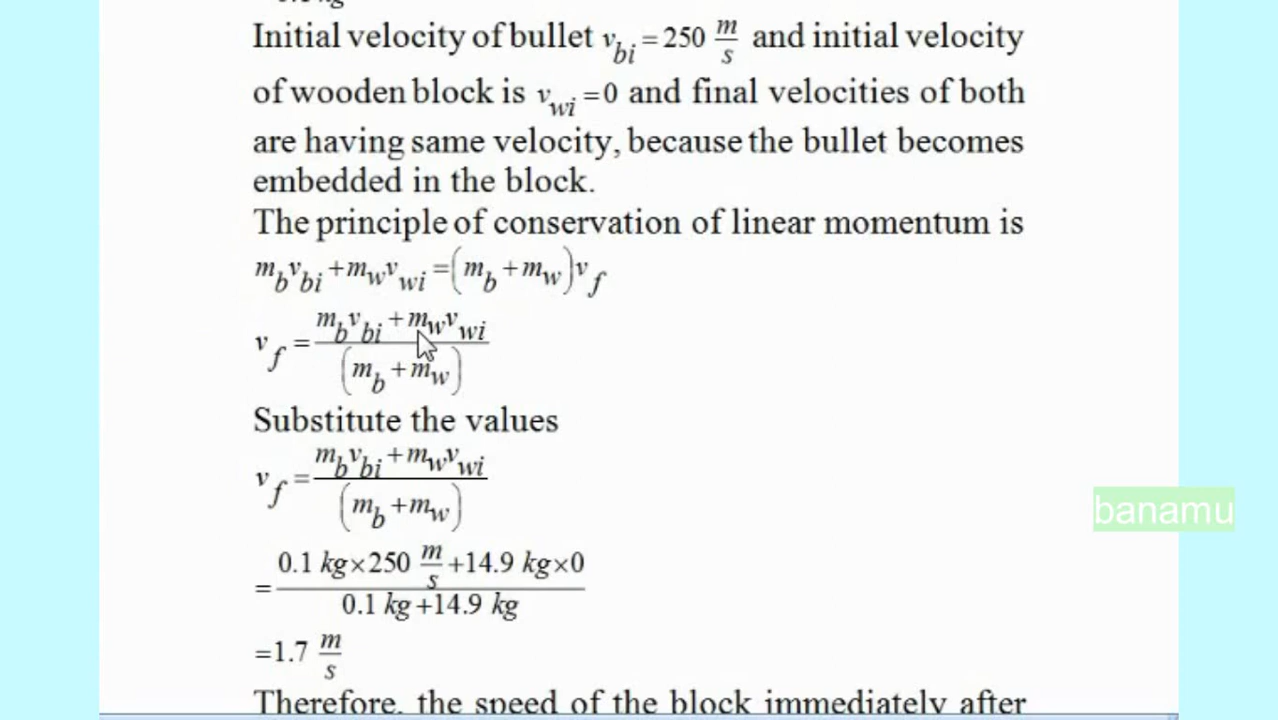 Initial velocity of bullet v_bi = 250 m/s and initial velocity
of wooden block is v_wi = 0 and final velocities of both
are having same velocity, because the bullet becomes
embedded in the block.
The principle of conservation of linear momentum is
m_b v_bi + m_w v_wi = (m_b + m_w) v_f
v_f = (m_b v_bi + m_w v_wi) / (m_b + m_w)
Substitute the values
v_f = (m_b v_bi + m_w v_wi) / (m_b + m_w)
= (0.1 kg × 250 m/s + 14.9 kg × 0) / (0.1 kg + 14.9 kg)
= 1.7 m/s
Therefore, the speed of the block immediately after
banamu